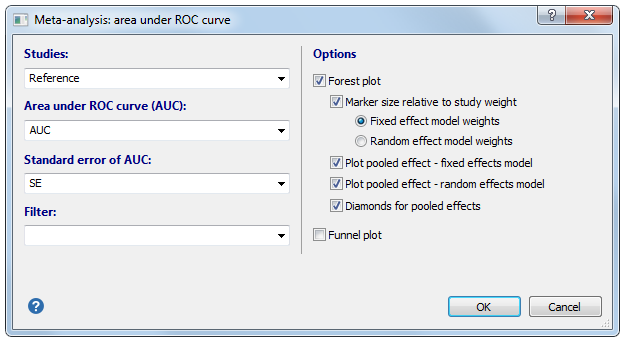 Meta-analysis: area under ROC curve
Studies:
Reference
Area under ROC curve (AUC):
AUC
Standard error of AUC:
SE
Filter:
Options
Forest plot
Marker size relative to study weight
Fixed effect model weights
Random effect model weights
Plot pooled effect - fixed effects model
Plot pooled effect - random effects model
Diamonds for pooled effects
Funnel plot
OK
Cancel